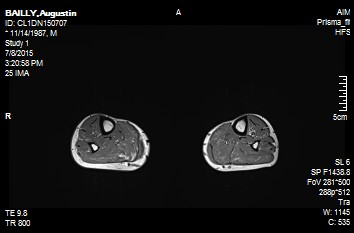 BAILLY,Augustin
ID: CL1DN150707
* 11/14/1987, M
Study 1
7/8/2015
3:20:58 PM
25 IMA
A
AIM
Prisma_fit
HFS
R
5cm
TE 9.8
TR 800
SL 6
SP F1438.8
FoV 281*500
288p*512
Tra
W: 1145
C: 535